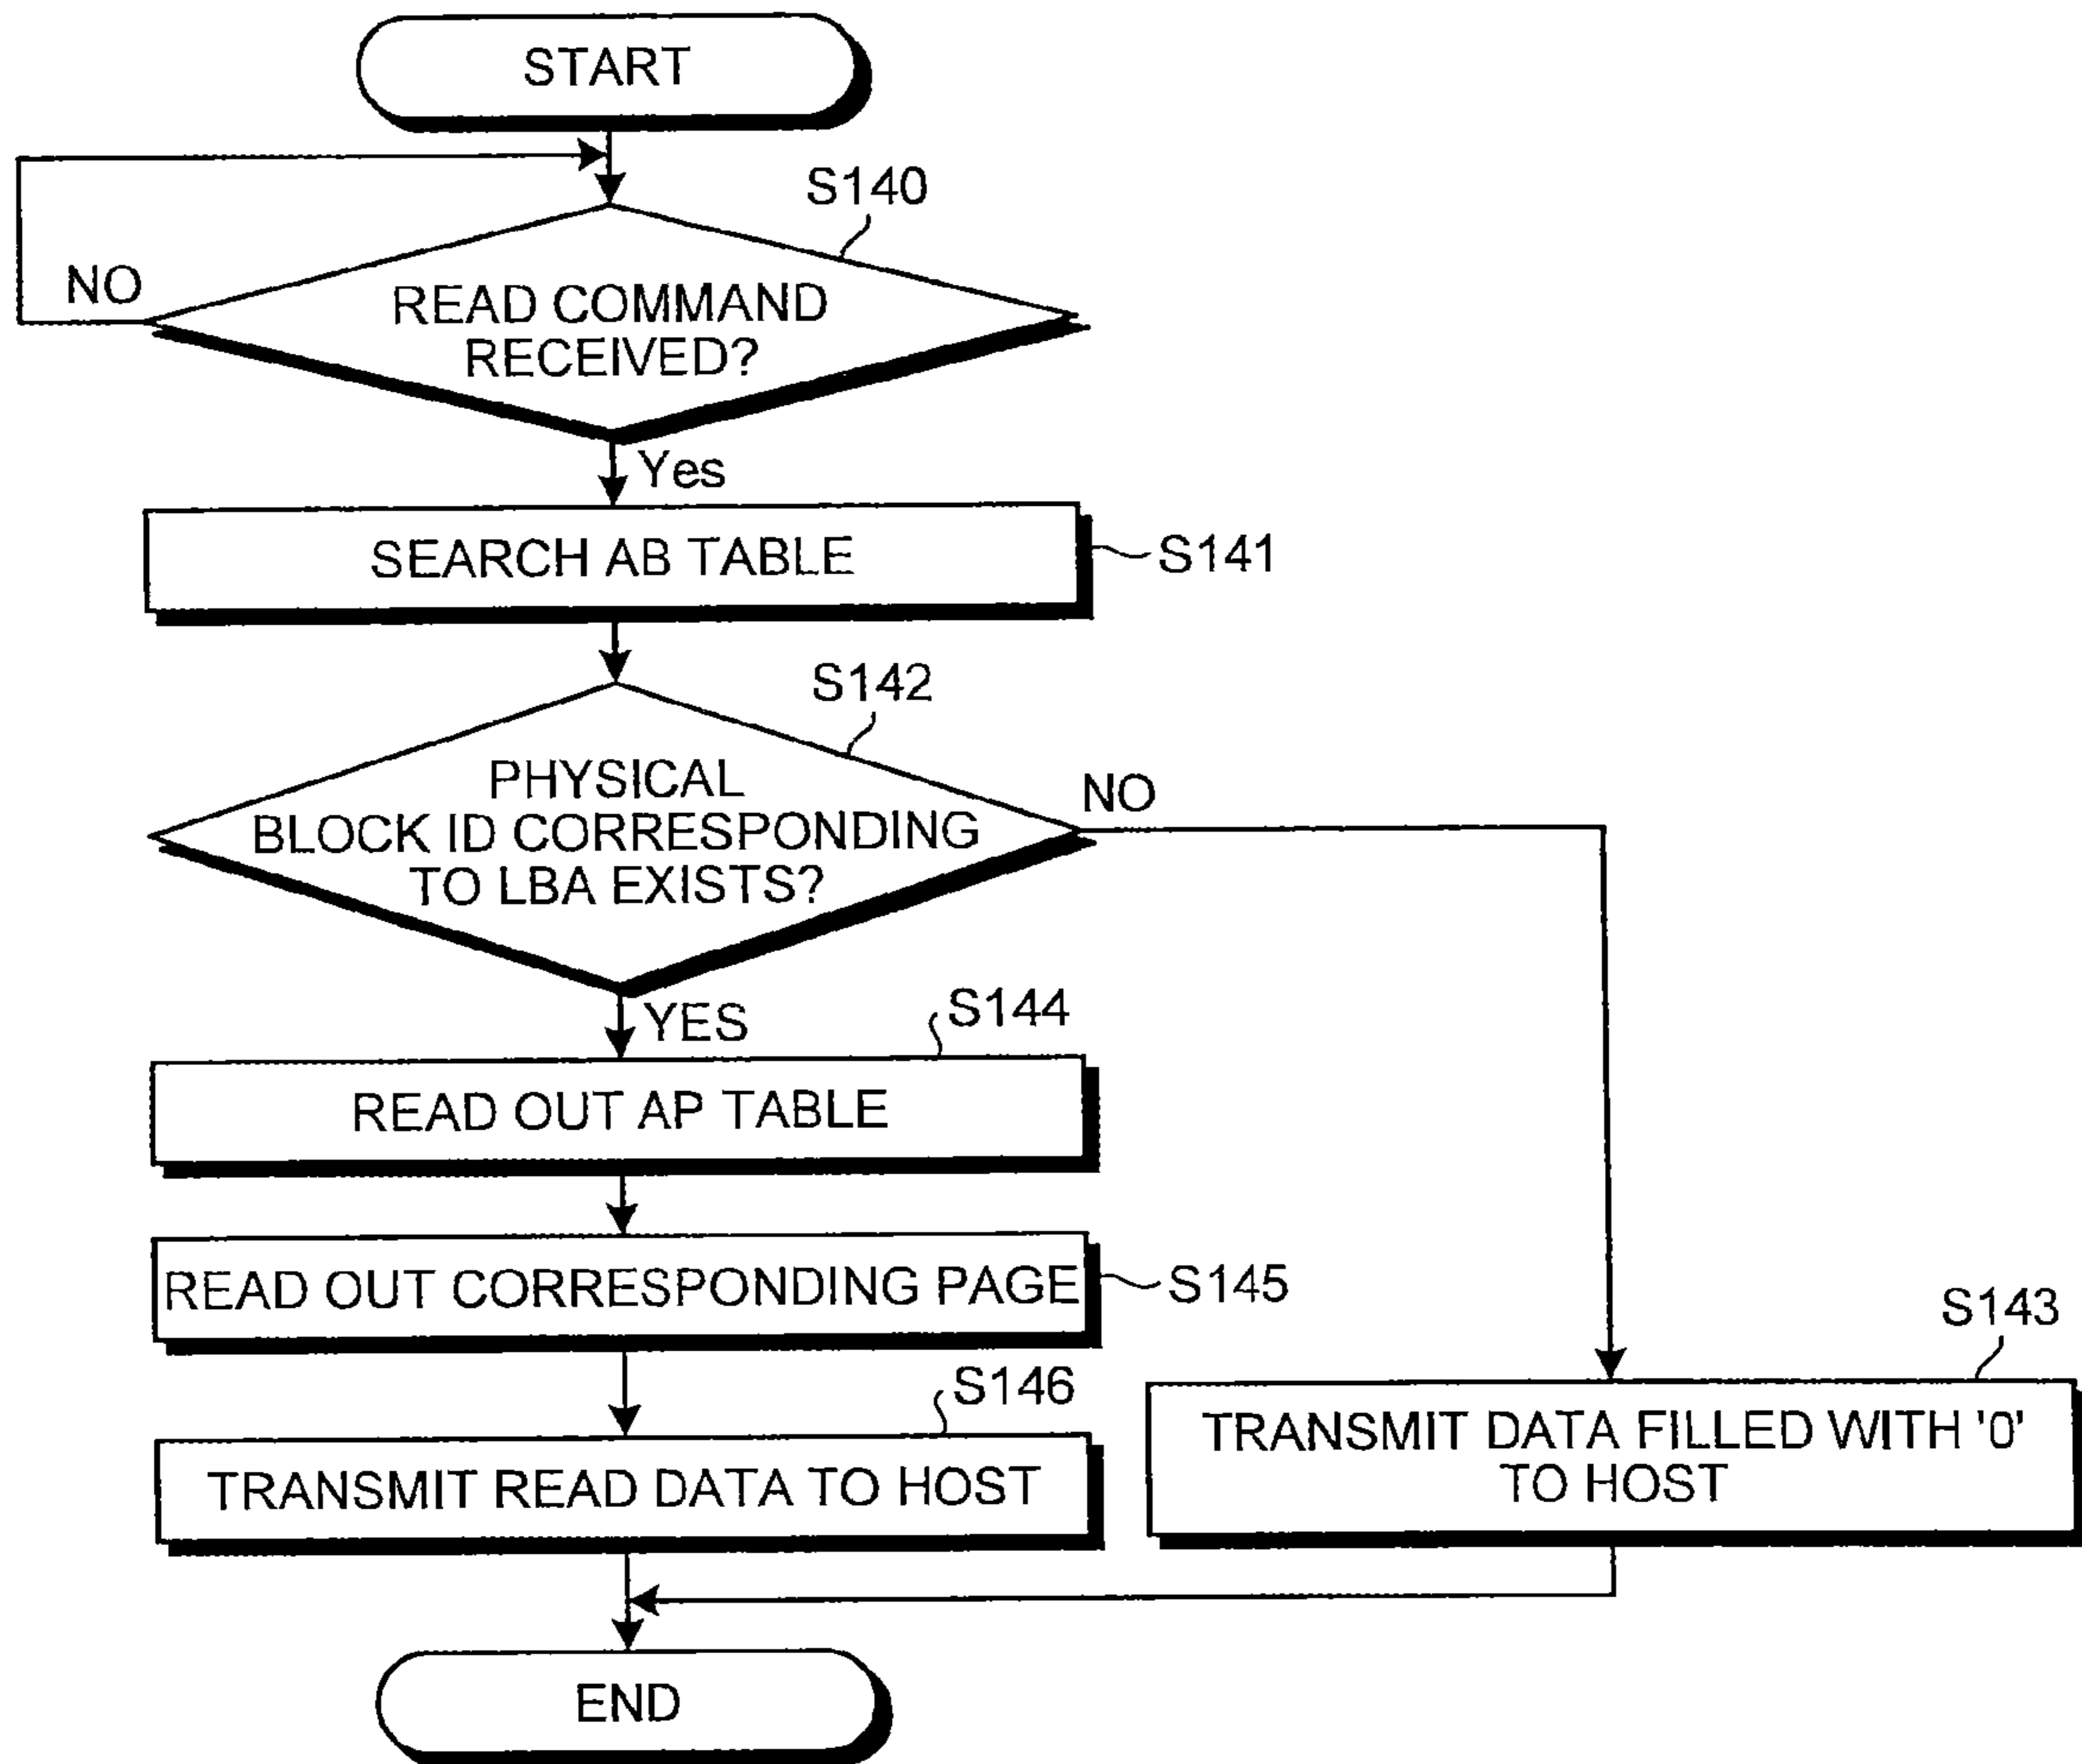 START
S140
NO
READ COMMAND
RECEIVED?
Yes
SEARCH AB TABLE
S141
S142
PHYSICAL
BLOCK ID CORRESPONDING
TO LBA EXISTS?
NO
YES
S144
READ OUT AP TABLE
READ OUT CORRESPONDING PAGE
S145
S143
S146
TRANSMIT READ DATA TO HOST
TRANSMIT DATA FILLED WITH '0'
TO HOST
END